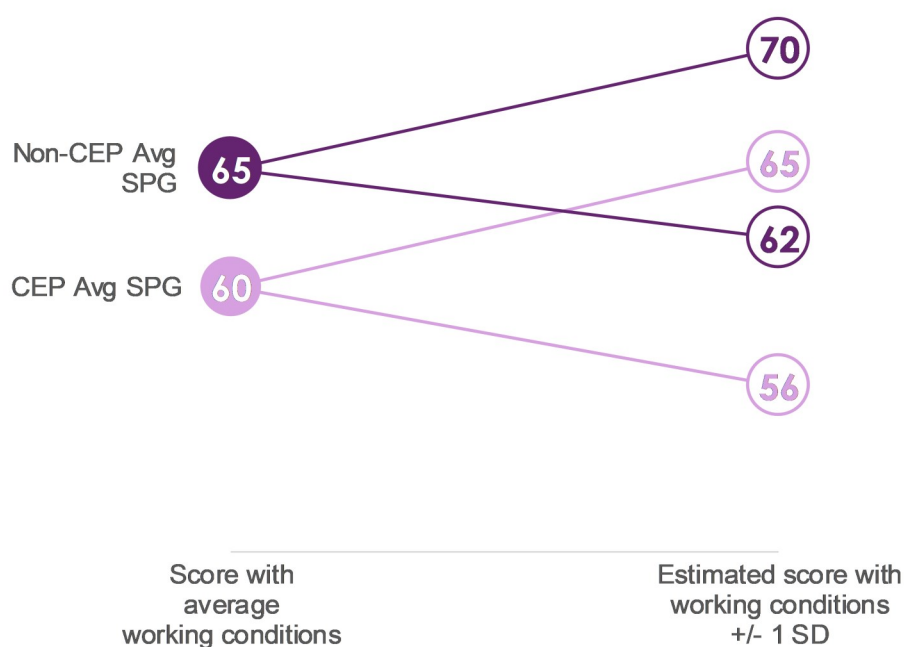 70
Non-CEP Avg
SPG
65
65
62
CEP Avg SPG
60
56
Score with
average
working conditions
Estimated score with
working conditions
+/- 1 SD